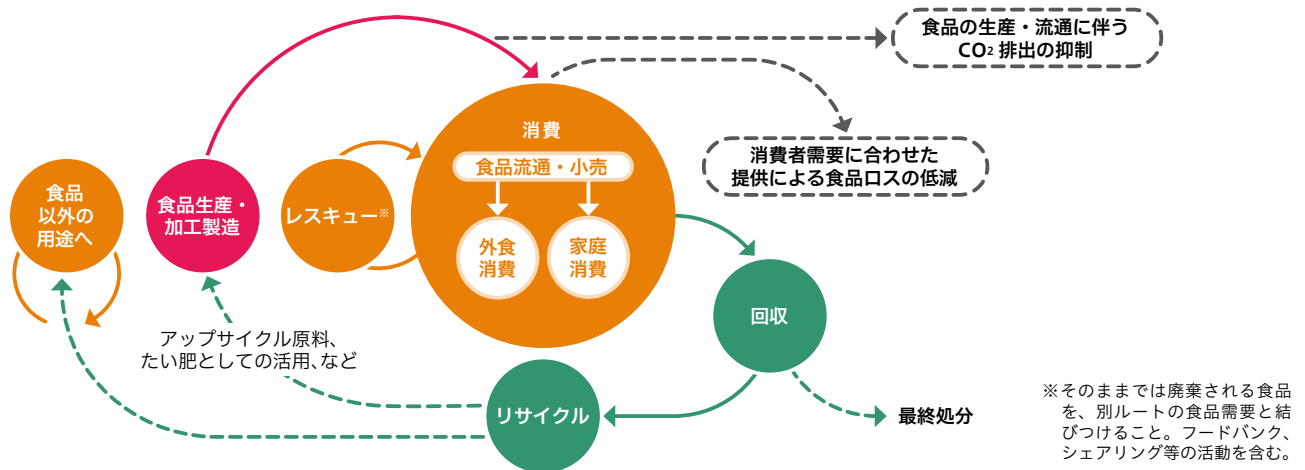 食品の生産・流通に伴う
CO2 排出の抑制
消費者需要に合わせた
提供による食品ロスの低減
消費
食品流通・小売
外食
消費
家庭
消費
食品
以外の
用途へ
食品生産・
加工製造
レスキュー※
回収
アップサイクル原料、
たい肥としての活用、など
リサイクル
最終処分
※そのままでは廃棄される食品
を、別ルートの食品需要と結
びつけること。フードバンク、
シェアリング等の活動を含む。